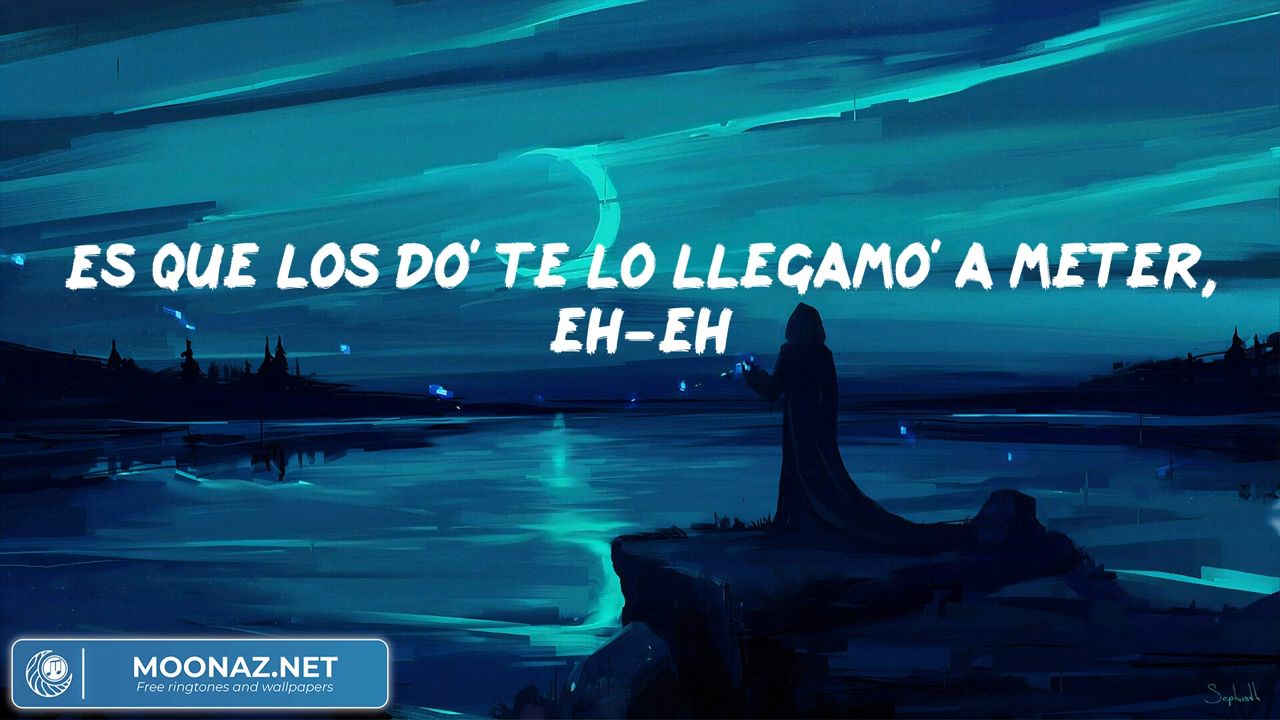 ES QUE LOS DO' TE LO LLEGAMO' A METER,
EH-EH
MOONAZ.NET
Free ringtones and wallpapers